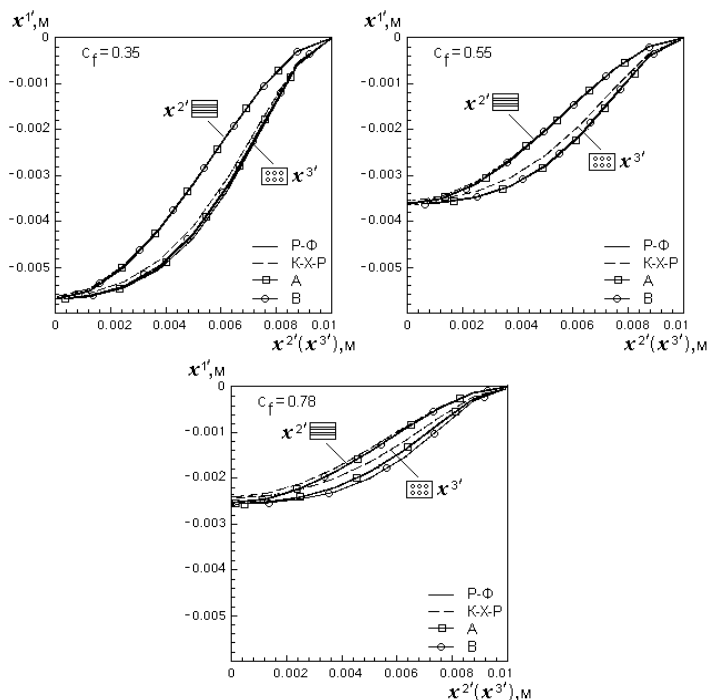 x¹′,м
0
c_f = 0.35
-0.001
x²′
-0.002
-0.003
x³′
-0.004
-0.005
Р-Ф
К-Х-Р
А
В
0 0.002 0.004 0.006 0.008 0.01
x²′(x³′),м
x¹′,м
0
c_f = 0.55
-0.001
x²′
-0.002
-0.003
x³′
-0.004
-0.005
Р-Ф
К-Х-Р
А
В
0 0.002 0.004 0.006 0.008 0.01
x²′(x³′),м
x¹′,м
0
c_f = 0.78
-0.001
x²′
-0.002
x³′
-0.003
-0.004
-0.005
Р-Ф
К-Х-Р
А
В
0 0.002 0.004 0.006 0.008 0.01
x²′(x³′),м